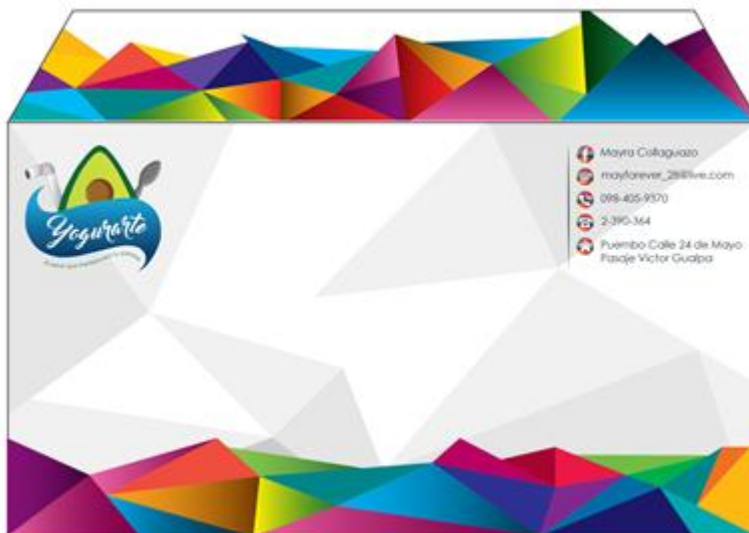 Yogurarte
Mayra Collaguazo
mayforever_28@live.com
098-405-9370
2-390-364
Puembo Calle 24 de Mayo
Pasaje Victor Gualpa